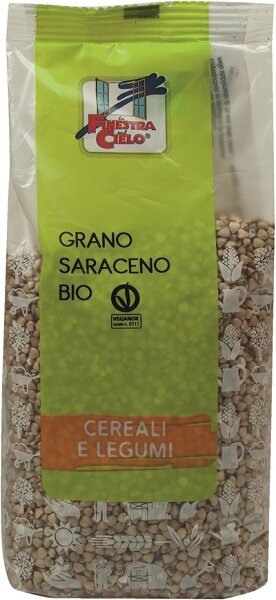 La
FINESTRA
sul
CIELO®
GRANO
SARACENO
BIO
VEGANOK
CEREALI
E LEGUMI